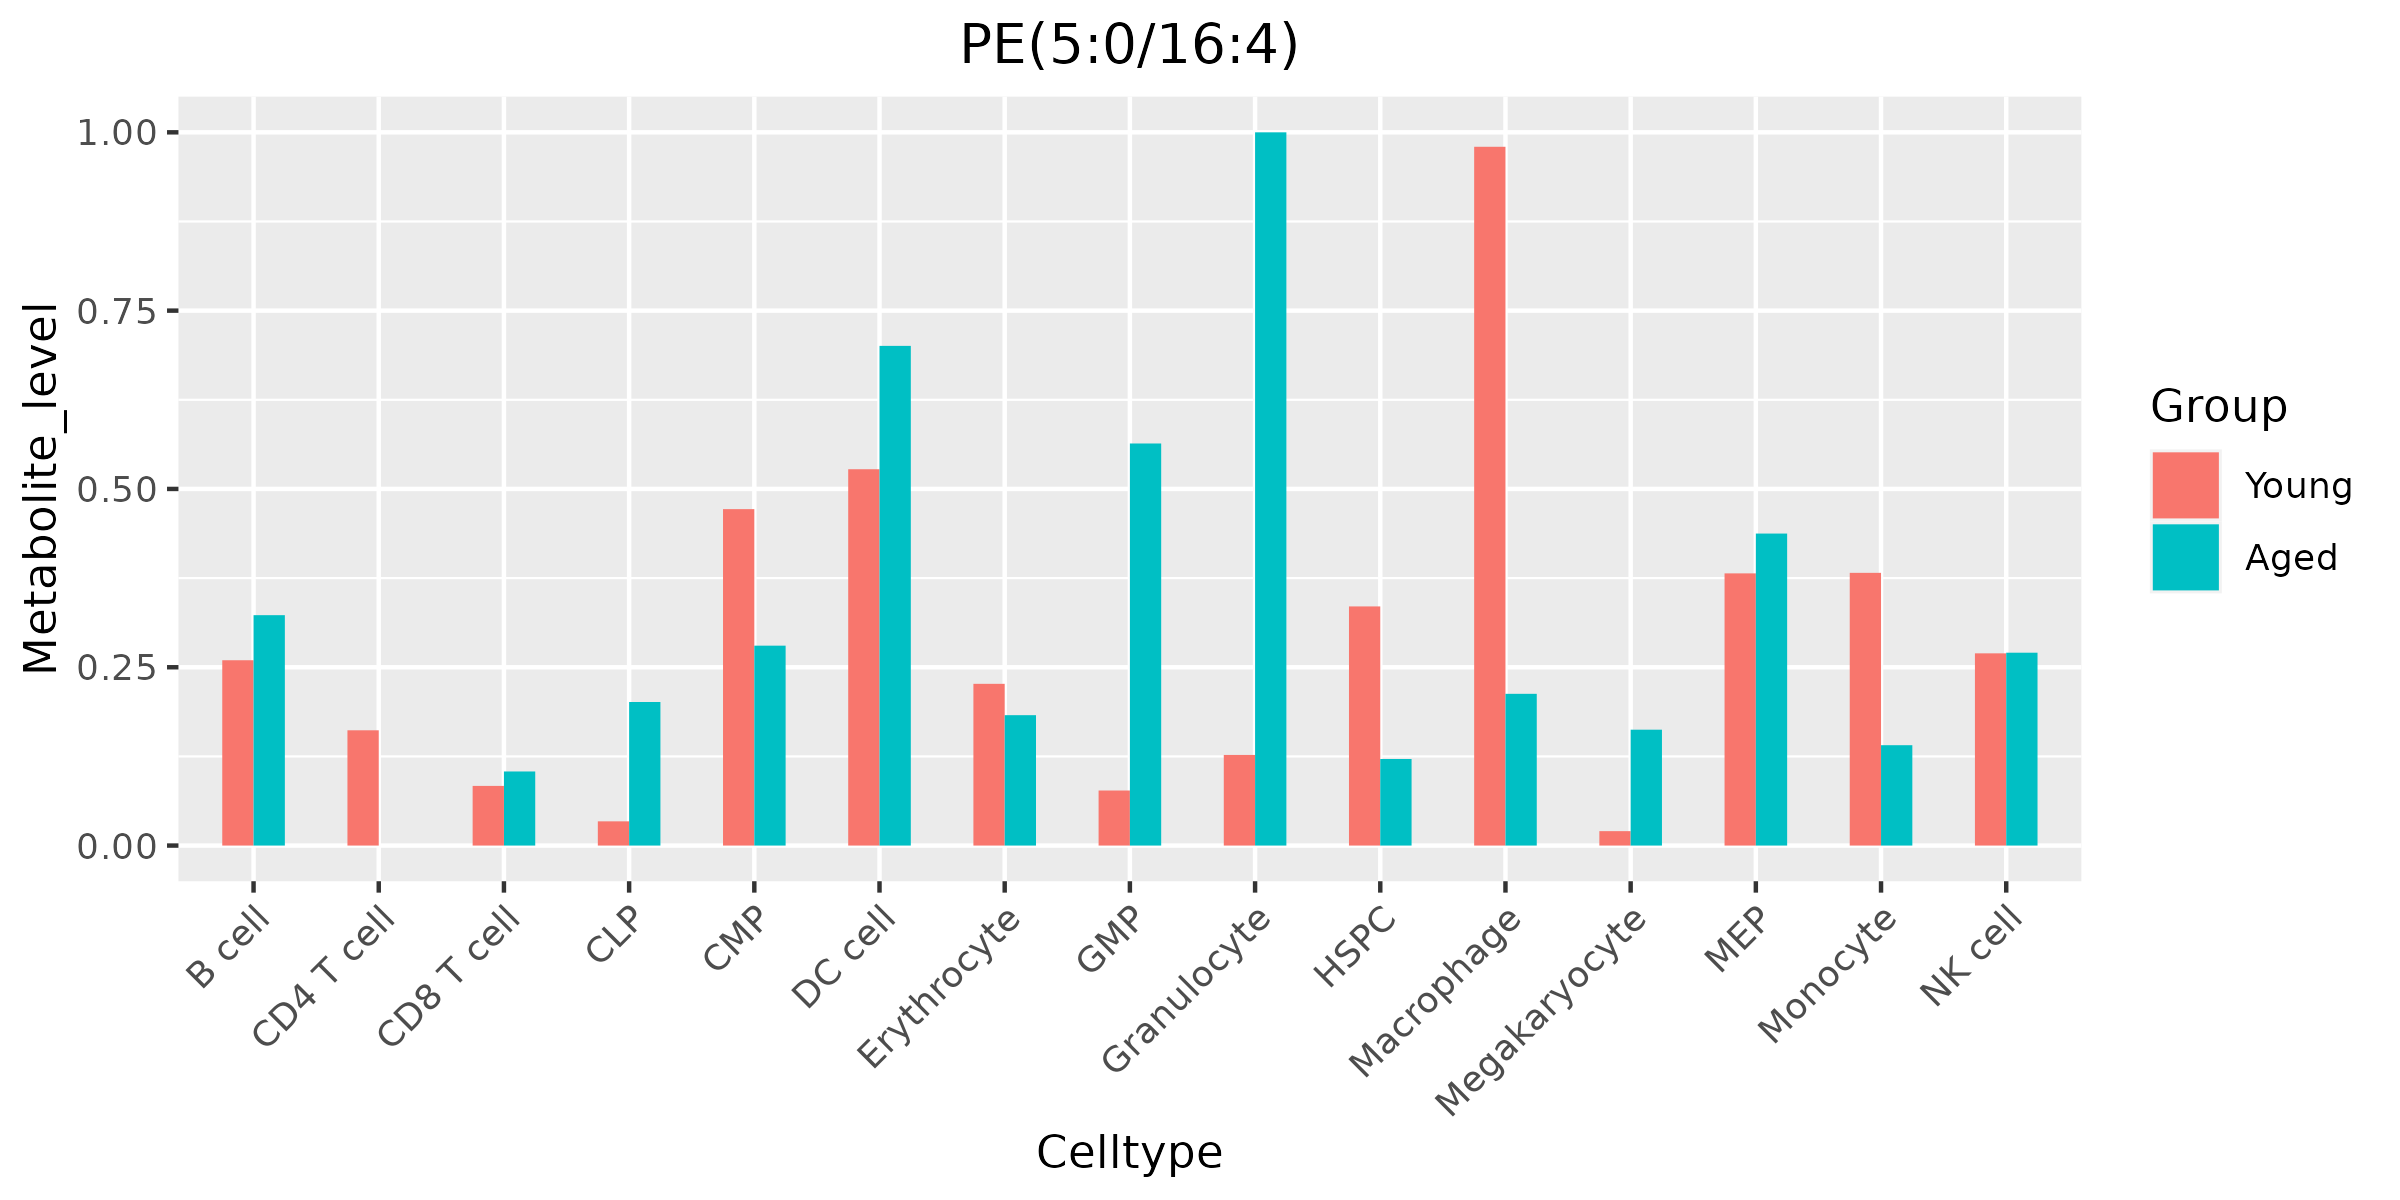 PE(5:0/16:4)
Metabolite_level
1.00
0.75
0.50
0.25
0.00
B cell
CD4 T cell
CD8 T cell
CLP
CMP
DC cell
Erythrocyte
GMP
Granulocyte
HSPC
Macrophage
Megakaryocyte
MEP
Monocyte
NK cell
Celltype
Group
Young
Aged